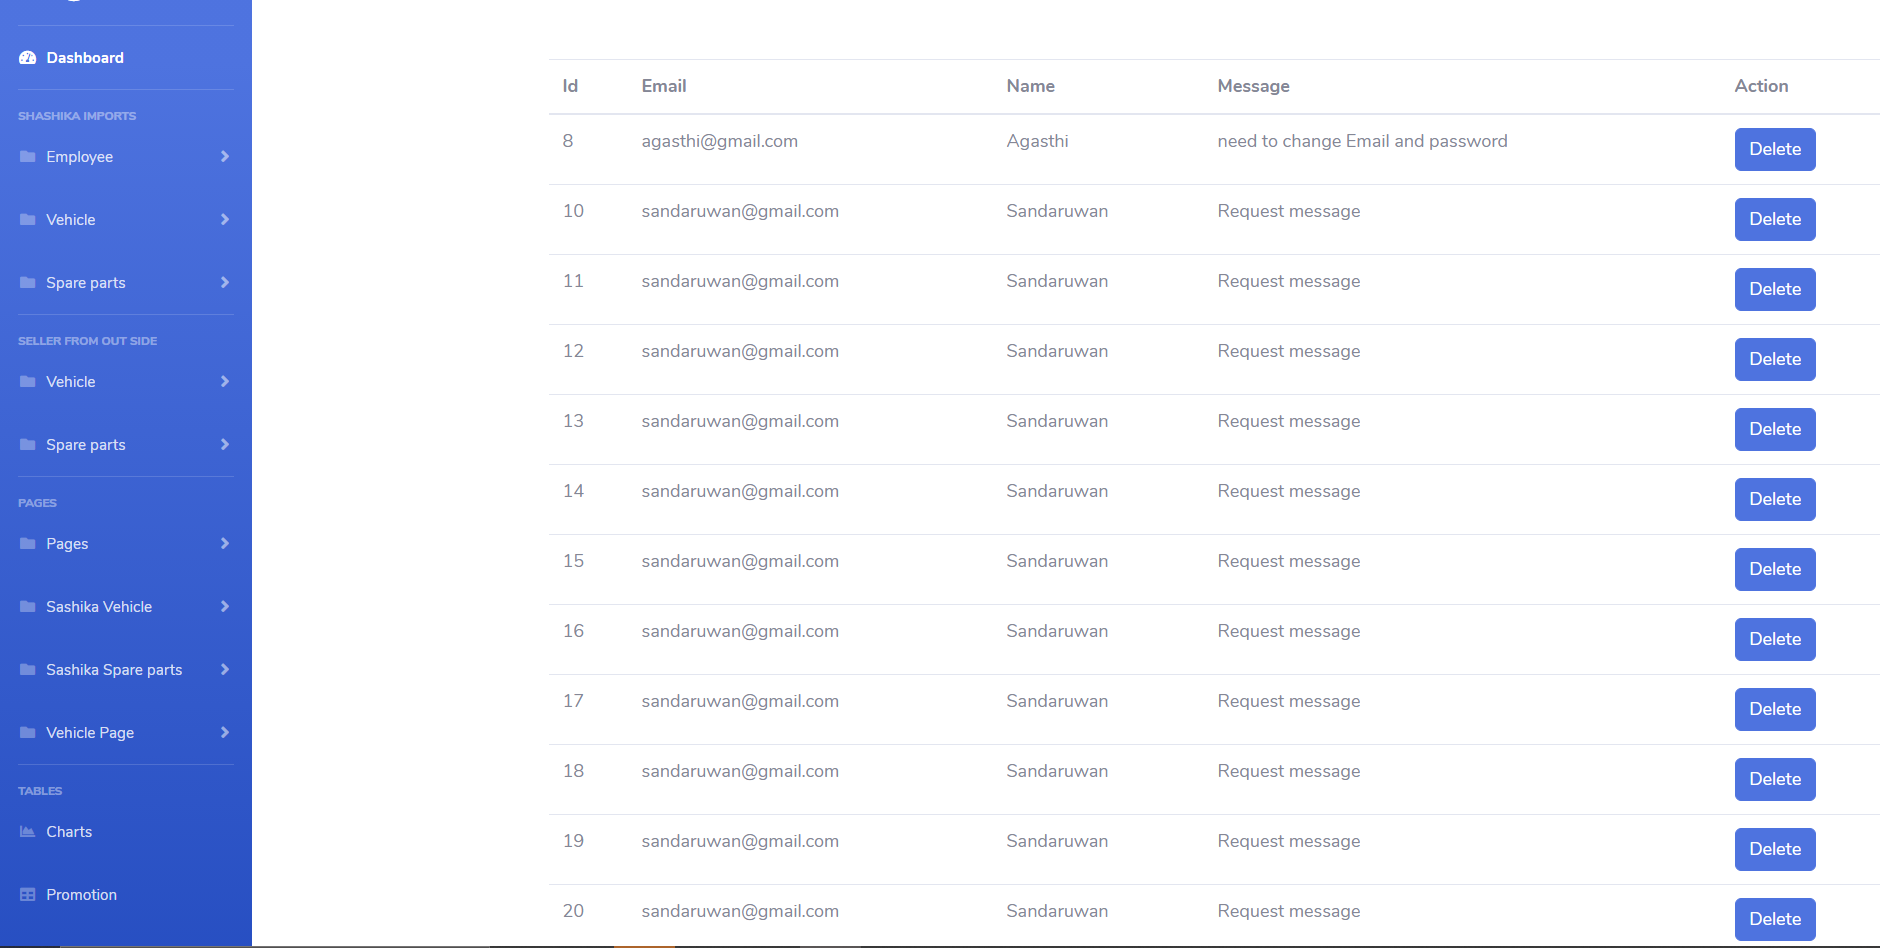 Dashboard
SHASHIKA IMPORTS
Employee
Vehicle
Spare parts
SELLER FROM OUT SIDE
Vehicle
Spare parts
PAGES
Pages
Sashika Vehicle
Sashika Spare parts
Vehicle Page
TABLES
Charts
Promotion
Id Email Name Message Action
8 agasthi@gmail.com Agasthi need to change Email and password Delete
10 sandaruwan@gmail.com Sandaruwan Request message Delete
11 sandaruwan@gmail.com Sandaruwan Request message Delete
12 sandaruwan@gmail.com Sandaruwan Request message Delete
13 sandaruwan@gmail.com Sandaruwan Request message Delete
14 sandaruwan@gmail.com Sandaruwan Request message Delete
15 sandaruwan@gmail.com Sandaruwan Request message Delete
16 sandaruwan@gmail.com Sandaruwan Request message Delete
17 sandaruwan@gmail.com Sandaruwan Request message Delete
18 sandaruwan@gmail.com Sandaruwan Request message Delete
19 sandaruwan@gmail.com Sandaruwan Request message Delete
20 sandaruwan@gmail.com Sandaruwan Request message Delete